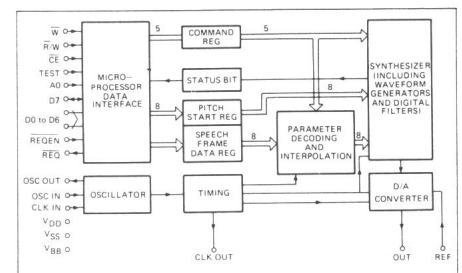 W
R/W
CE
TEST
A0
D7
D0 to D6
REQEN
REQ
OSC OUT
OSC IN
CLK IN
VDD
VSS
VBB
MICRO-
PROCESSOR
DATA
INTERFACE
5
COMMAND
REG
5
STATUS BIT
8
PITCH
START REG
8
SPEECH
FRAME
DATA REG
8
PARAMETER
DECODING
AND
INTERPOLATION
8
SYNTHESIZER
(INCLUDING
WAVEFORM
GENERATORS
AND DIGITAL
FILTERS)
OSCILLATOR
TIMING
D/A
CONVERTER
CLK OUT
OUT
REF